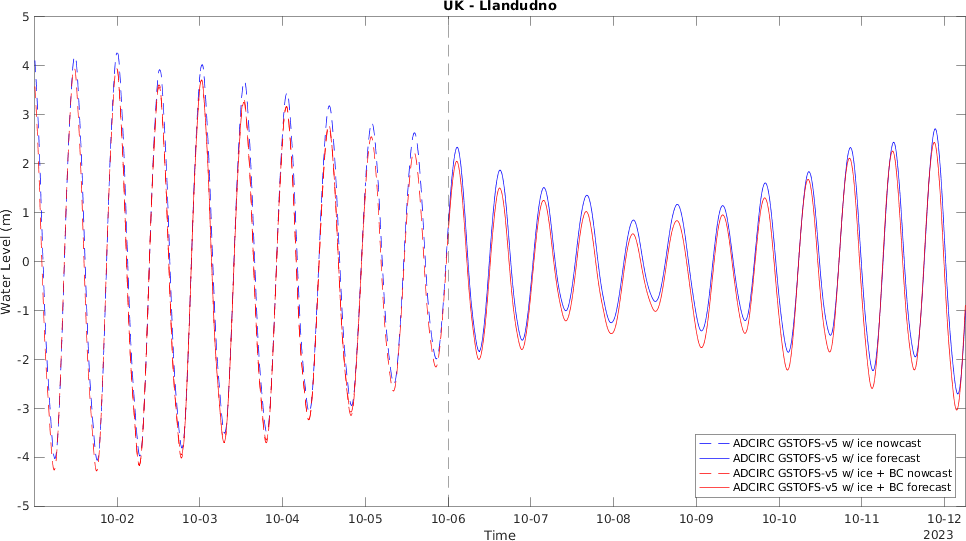 UK - Llandudno
5
4
3
2
1
0
-1
-2
-3
-4
-5
Water Level (m)
ADCIRC GSTOFS-v5 w/ ice nowcast
ADCIRC GSTOFS-v5 w/ ice forecast
ADCIRC GSTOFS-v5 w/ ice + BC nowcast
ADCIRC GSTOFS-v5 w/ ice + BC forecast
10-02 10-03 10-04 10-05 10-06 10-07 10-08 10-09 10-10 10-11 10-12
Time
2023